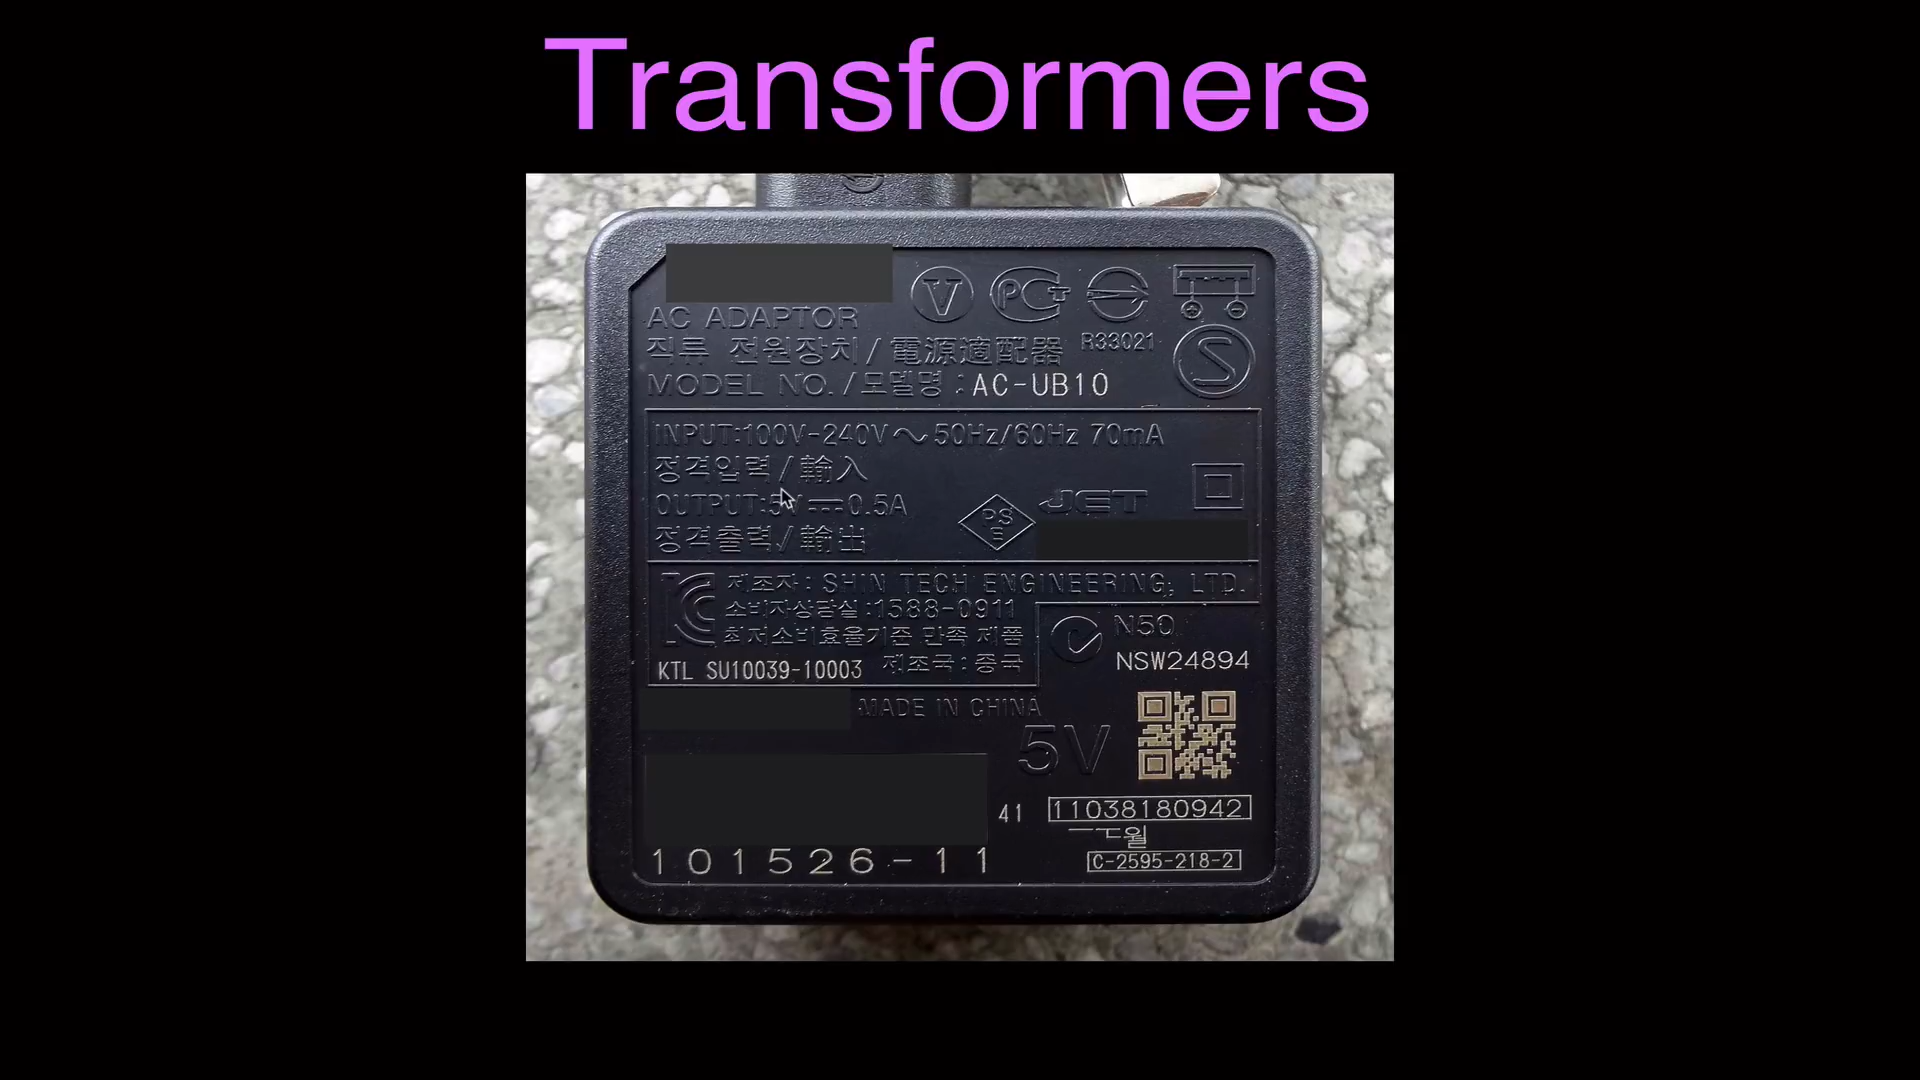 Transformers
AC ADAPTOR
직류 전원장치/電源適配器 R33021
MODEL NO./모델명:AC-UB10
INPUT:100V-240V~50Hz/60Hz 70mA
정격입력/輸入
OUTPUT:5V⎓0.5A
정격출력/輸出
PS
E
JET
제조자: SHIN TECH ENGINEERING, LTD.
소비자상담실:1588-0911
최저소비효율기준 만족 제품
KTL SU10039-10003 제조국:중국
N50
NSW24894
MADE IN CHINA
5V
41 11038180942
월
C-2595-218-2
101526-11